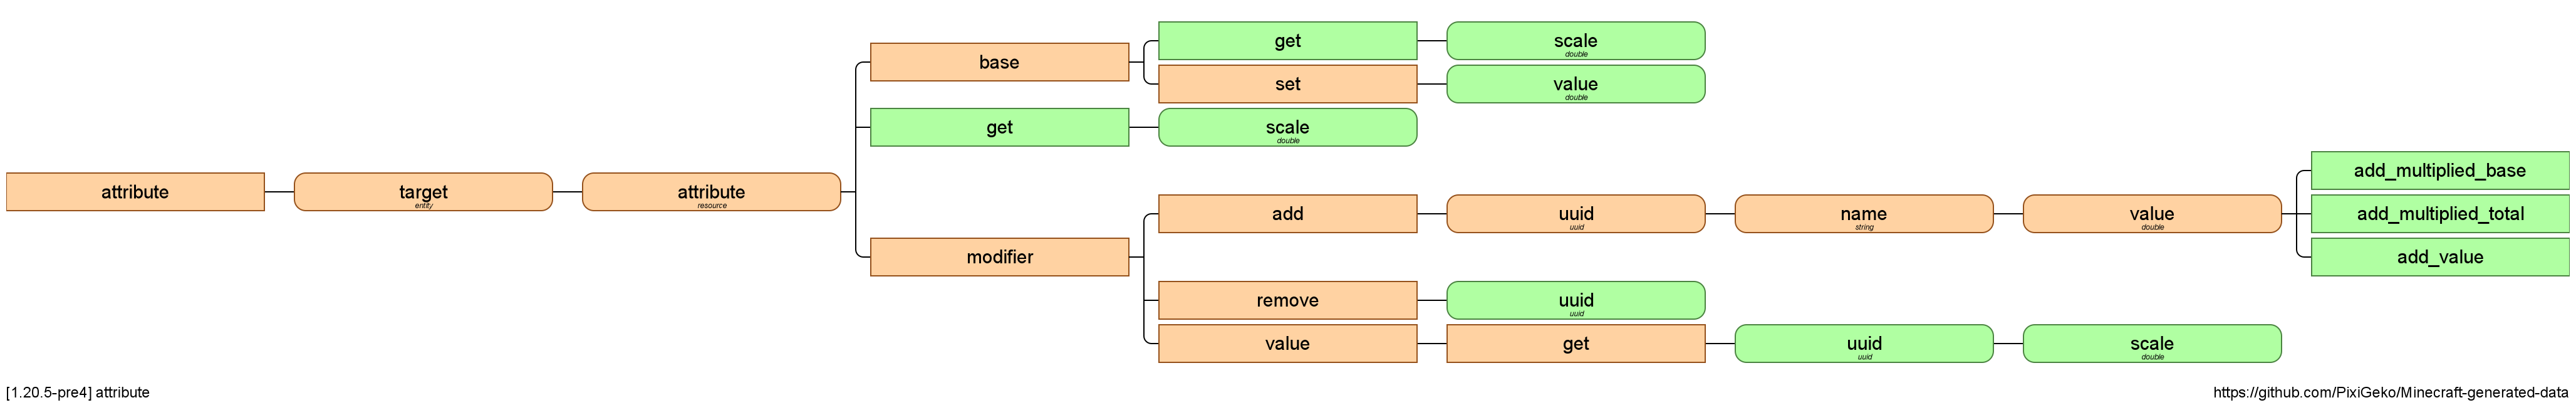 get
scale
double
base
set
value
double
get
scale
double
add_multiplied_base
attribute
target
entity
attribute
resource
add
uuid
uuid
name
string
value
double
add_multiplied_total
modifier
add_value
remove
uuid
uuid
value
get
uuid
uuid
scale
double
[1.20.5-pre4] attribute
https://github.com/PixiGeko/Minecraft-generated-data